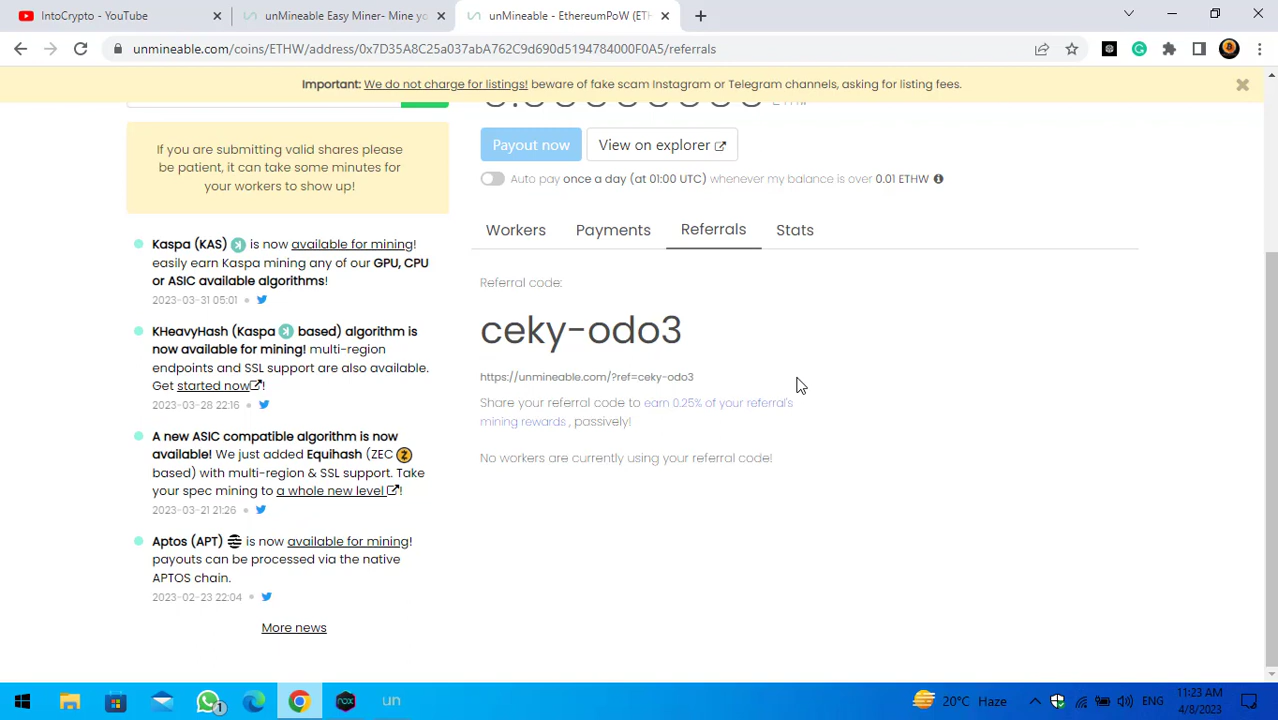 IntoCrypto - YouTube
unMineable Easy Miner- Mine yo
unMineable - EthereumPoW (ETH
unmineable.com/coins/ETHW/address/0x7D35A8C25a037abA762C9d690d5194784000F0A5/referrals
Important: We do not charge for listings! beware of fake scam Instagram or Telegram channels, asking for listing fees.
If you are submitting valid shares please
be patient, it can take some minutes for
your workers to show up!
Kaspa (KAS) is now available for mining!
easily earn Kaspa mining any of our GPU, CPU
or ASIC available algorithms!
2023-03-31 05:01
KHeavyHash (Kaspa based) algorithm is
now available for mining! multi-region
endpoints and SSL support are also available.
Get started now!
2023-03-28 22:16
A new ASIC compatible algorithm is now
available! We just added Equihash (ZEC
based) with multi-region & SSL support. Take
your spec mining to a whole new level!
2023-03-21 21:26
Aptos (APT) is now available for mining!
payouts can be processed via the native
APTOS chain.
2023-02-23 22:04
More news
Payout now
View on explorer
Auto pay once a day (at 01:00 UTC) whenever my balance is over 0.01 ETHW
Workers
Payments
Referrals
Stats
Referral code:
ceky-odo3
https://unmineable.com/?ref=ceky-odo3
Share your referral code to earn 0.25% of your referral's
mining rewards , passively!
No workers are currently using your referral code!
nox
un
1
20°C Haze
ENG
11:23 AM
4/8/2023